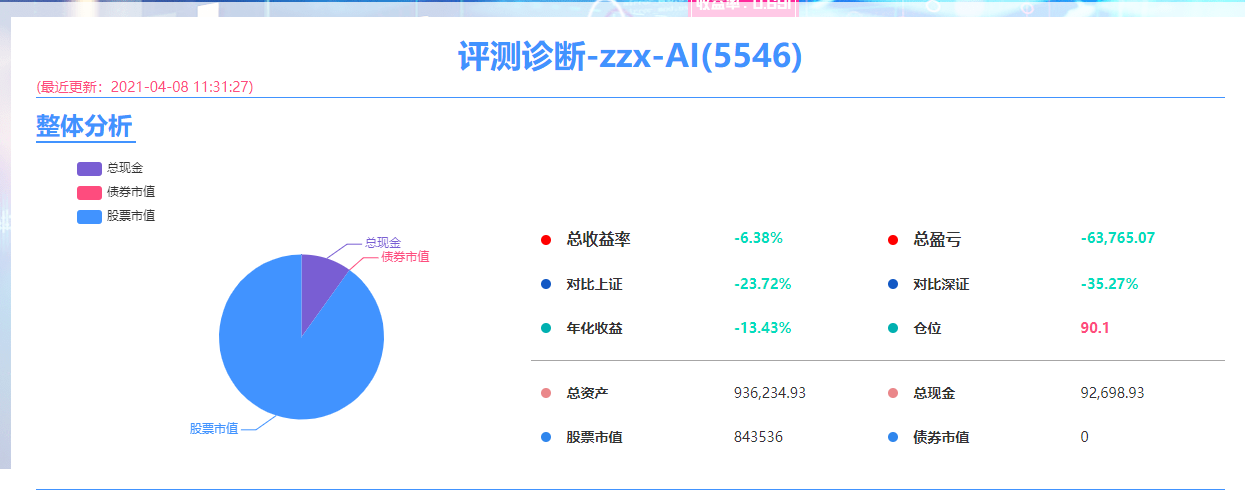 收益率: 0.691
评测诊断-zzx-AI(5546)
(最近更新：2021-04-08 11:31:27)
整体分析
总现金
债券市值
股票市值
总现金
债券市值
股票市值
总收益率 -6.38% 总盈亏 -63,765.07
对比上证 -23.72% 对比深证 -35.27%
年化收益 -13.43% 仓位 90.1
总资产 936,234.93 总现金 92,698.93
股票市值 843536 债券市值 0